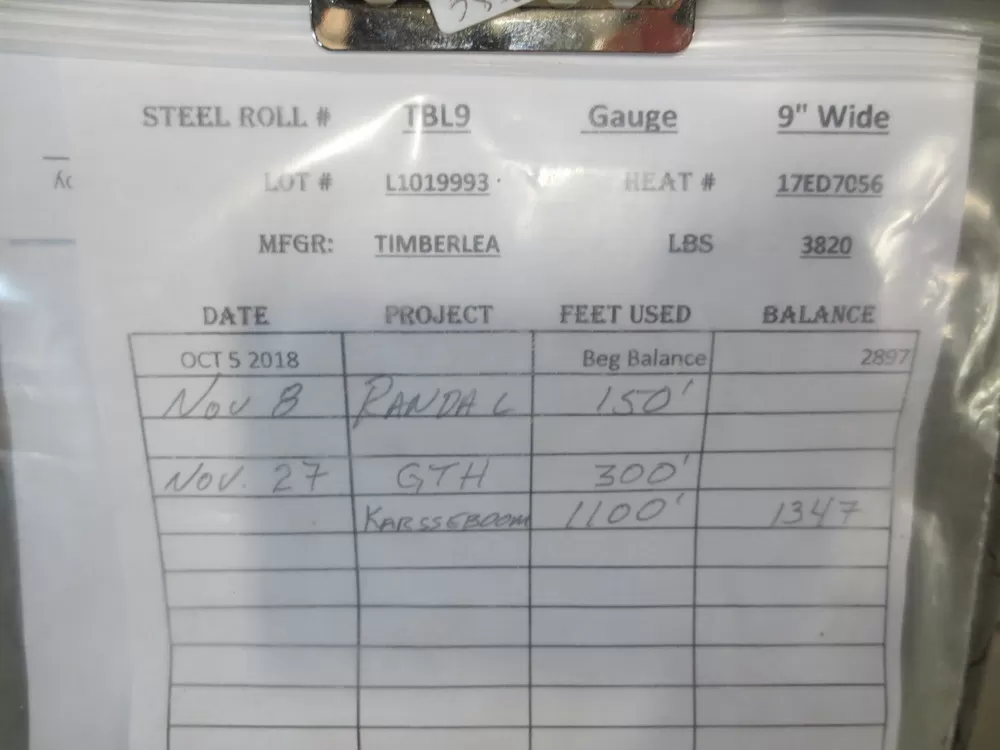 STEEL ROLL # TBL9 Gauge 9" Wide
LOT # L1019993 HEAT # 17ED7056
MFGR: TIMBERLEA LBS 3820
DATE PROJECT FEET USED BALANCE
OCT 5 2018 Beg Balance 2897
Nov 8 RANDAL 150'
Nov. 27 GTH 300'
KARSSEBOOM 1100' 1347